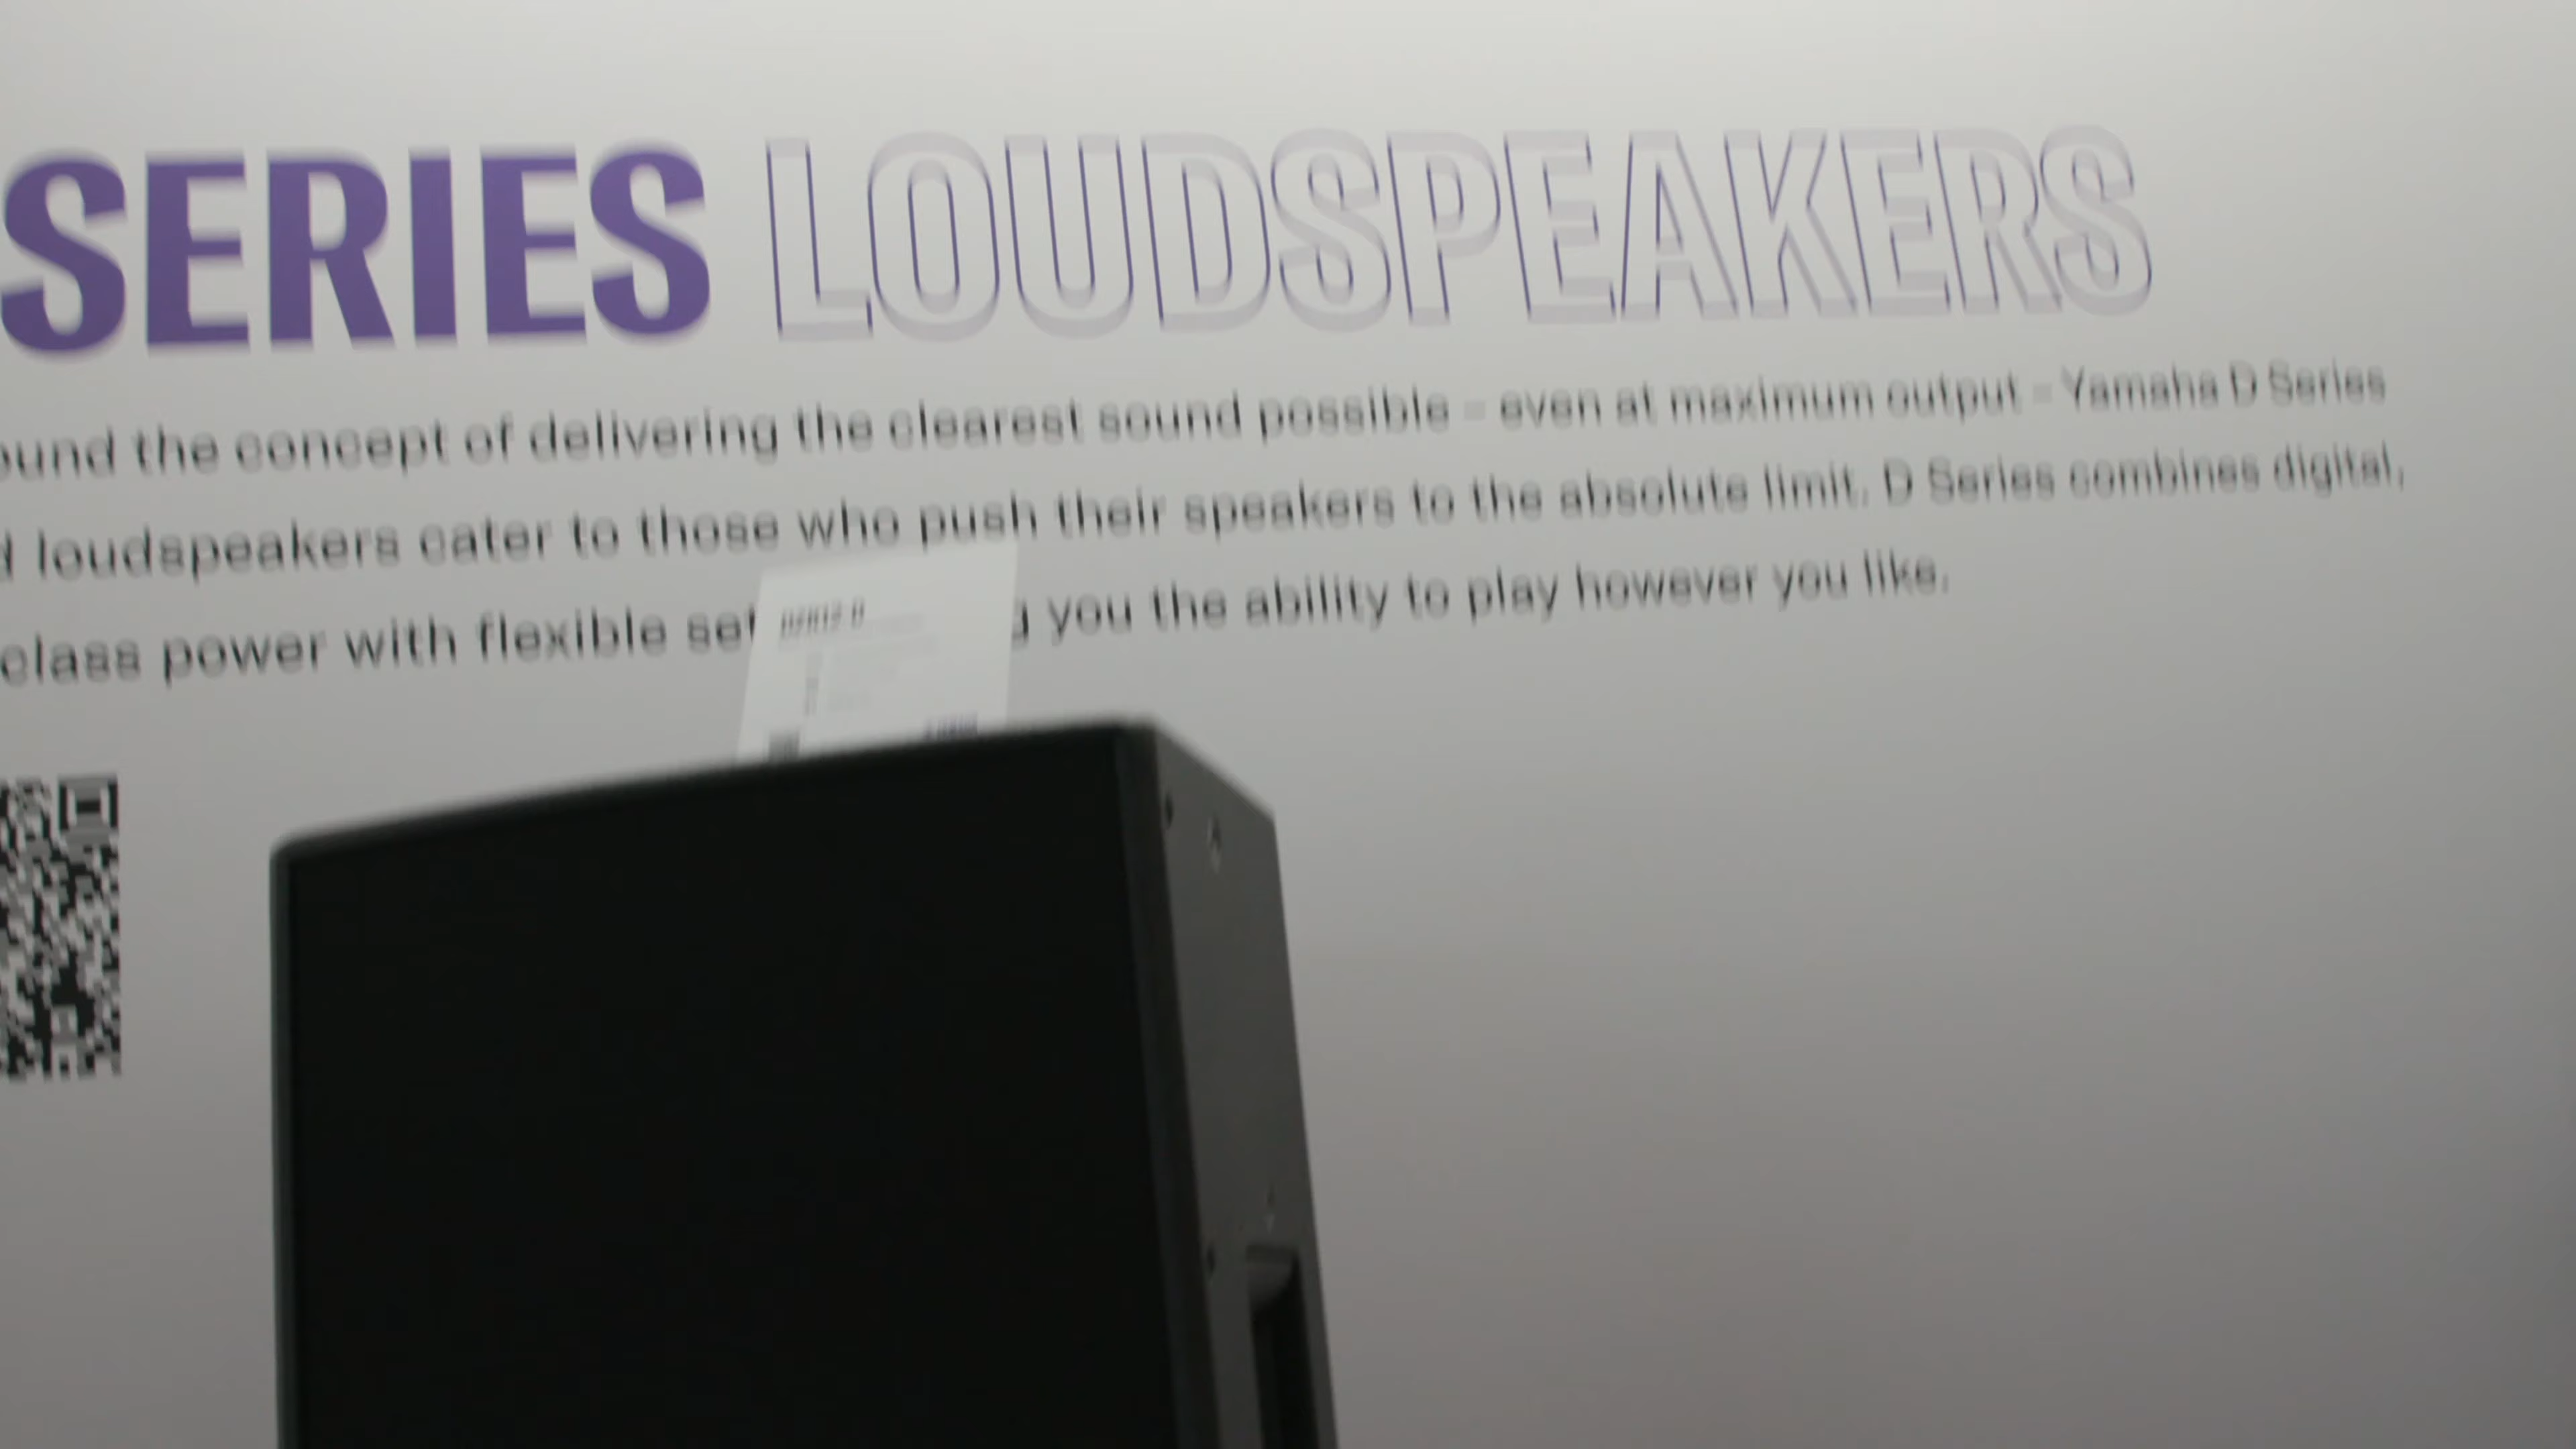 SERIES LOUDSPEAKERS
the concept of delivering the clearest sound possible - even at maximum output - Yamaha D Series
loudspeakers cater to those who push their speakers to the absolute limit. D Series combines digital,
class power with flexible you the ability to play however you like.